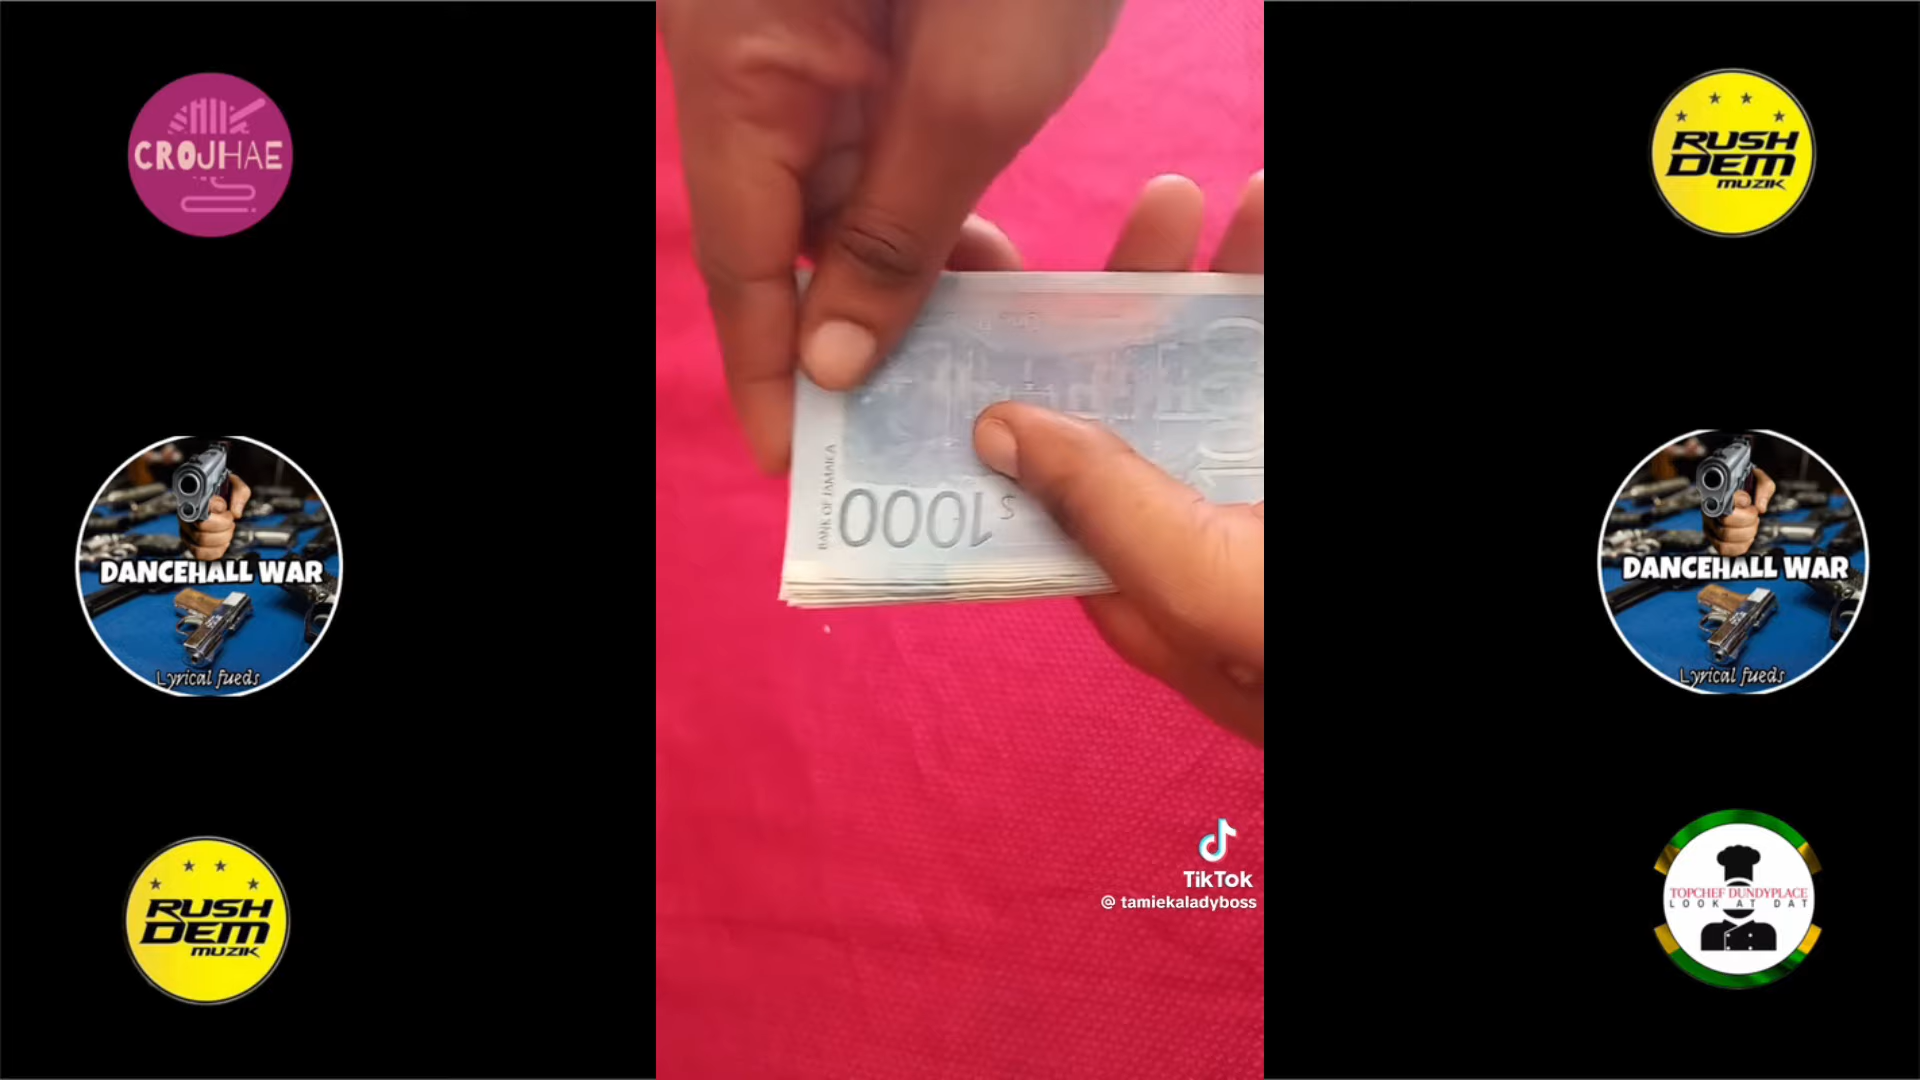 CROJHAE
RUSH
DEM
MUZIK
BANK OF JAMAICA
1000
DANCEHALL WAR
Lyrical fueds
DANCEHALL WAR
Lyrical fueds
TikTok
@ tamiekaladyboss
RUSH
DEM
MUZIK
TOPCHEF DUNDYPLACE
LOOK AT DAT